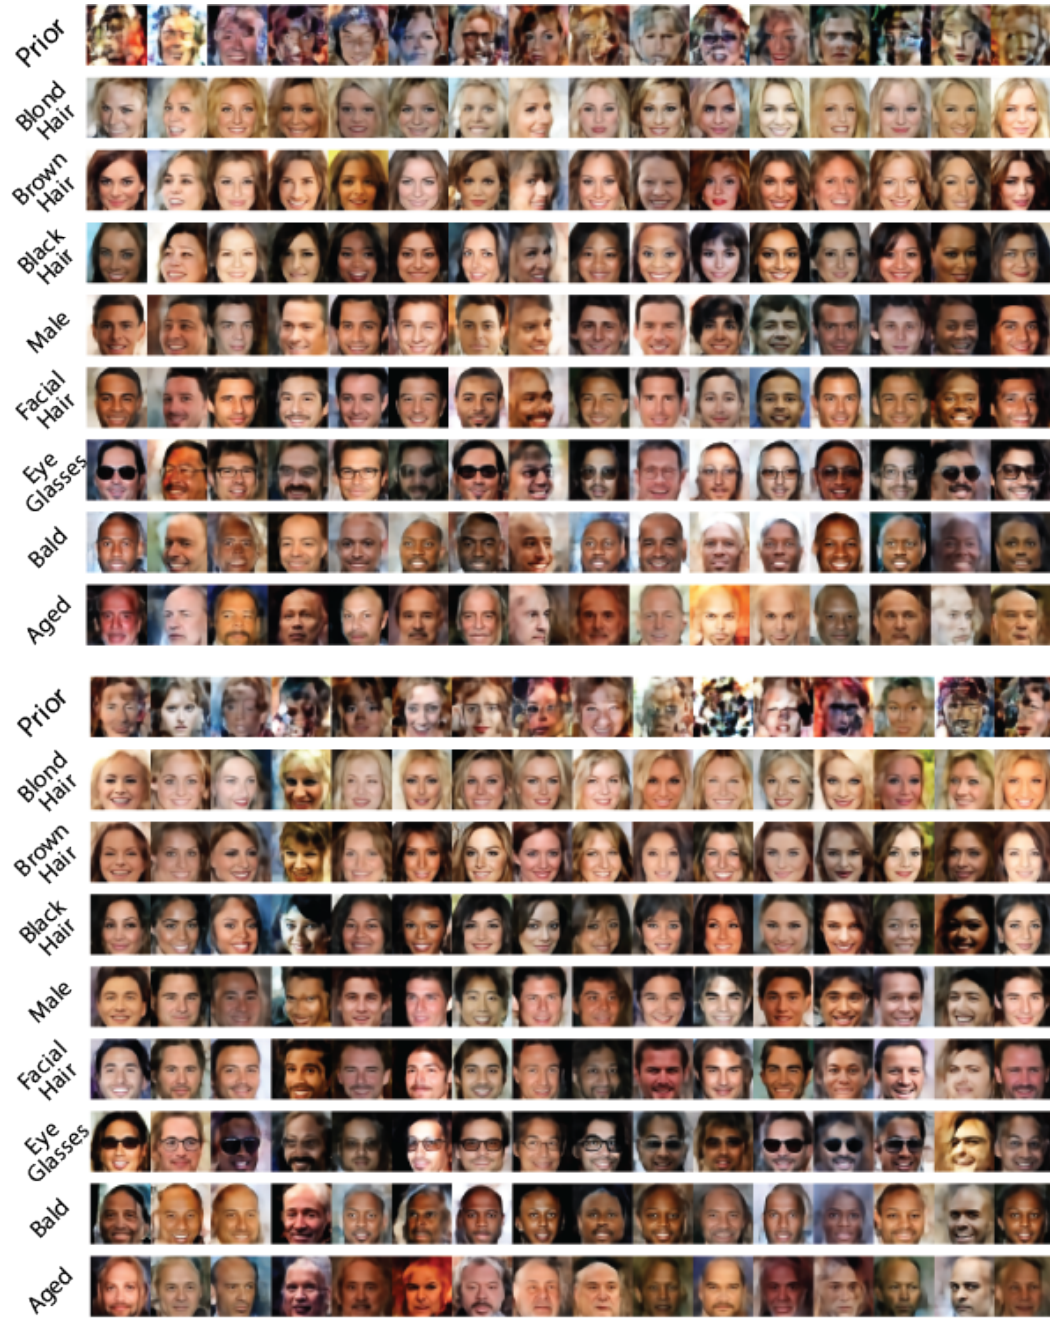 Prior
Blond
Hair
Brown
Hair
Black
Hair
Male
Facial
Hair
Eye
Glasses
Bald
Aged
Prior
Blond
Hair
Brown
Hair
Black
Hair
Male
Facial
Hair
Eye
Glasses
Bald
Aged